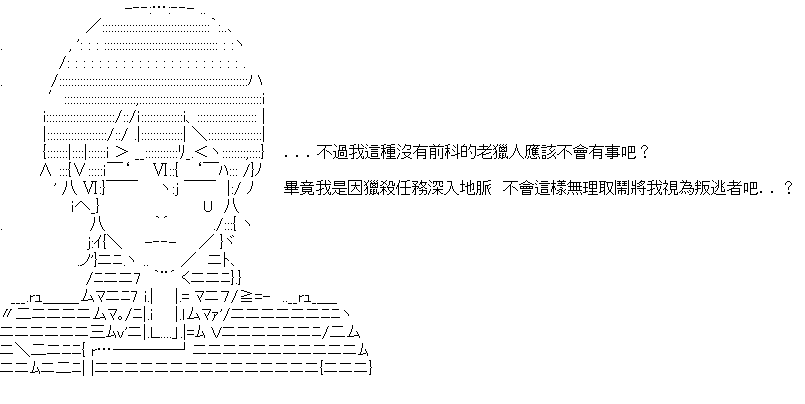 ...不過我這種沒有前科的老獵人應該不會有事吧？
畢竟我是因獵殺任務深入地脈 不會這樣無理取鬧將我視為叛逃者吧..？